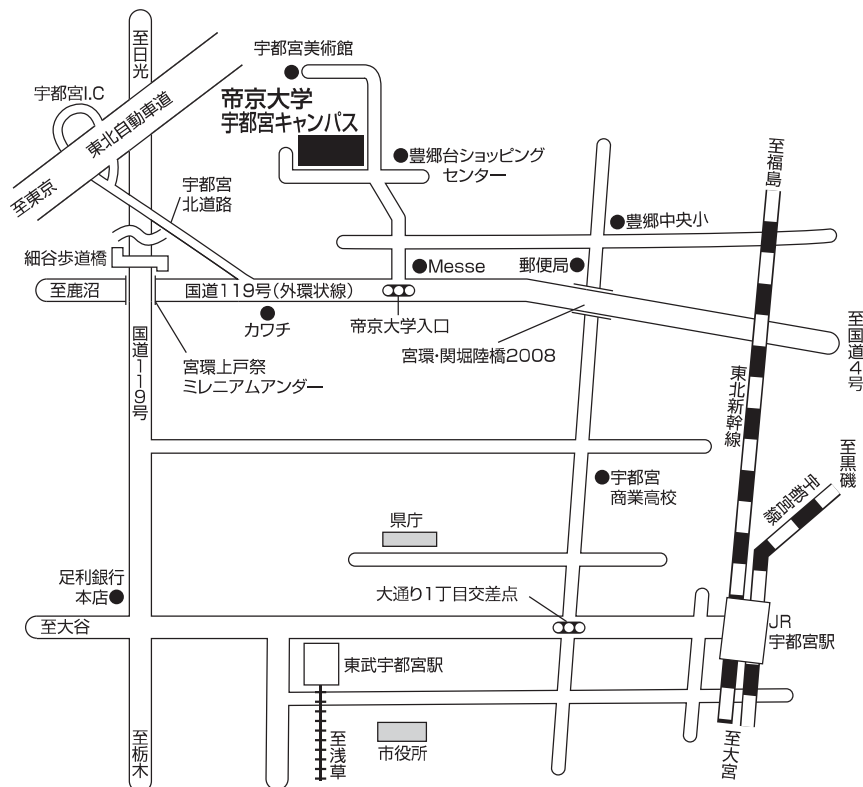 至日光
宇都宮美術館
宇都宮I.C
東北自動車道
至東京
帝京大学
宇都宮キャンパス
豊郷台ショッピング
センター
宇都宮
北道路
至福島
豊郷中央小
細谷歩道橋
Messe
郵便局
至鹿沼
国道119号(外環状線)
カワチ
帝京大学入口
宮環・関堀陸橋2008
至国道4号
国道119号
宮環上戸祭
ミレニアムアンダー
東北新幹線
至黒磯
宇都宮線
宇都宮
商業高校
県庁
足利銀行
本店
大通り1丁目交差点
至大谷
JR
宇都宮駅
東武宇都宮駅
至栃木
至浅草
市役所
至大宮